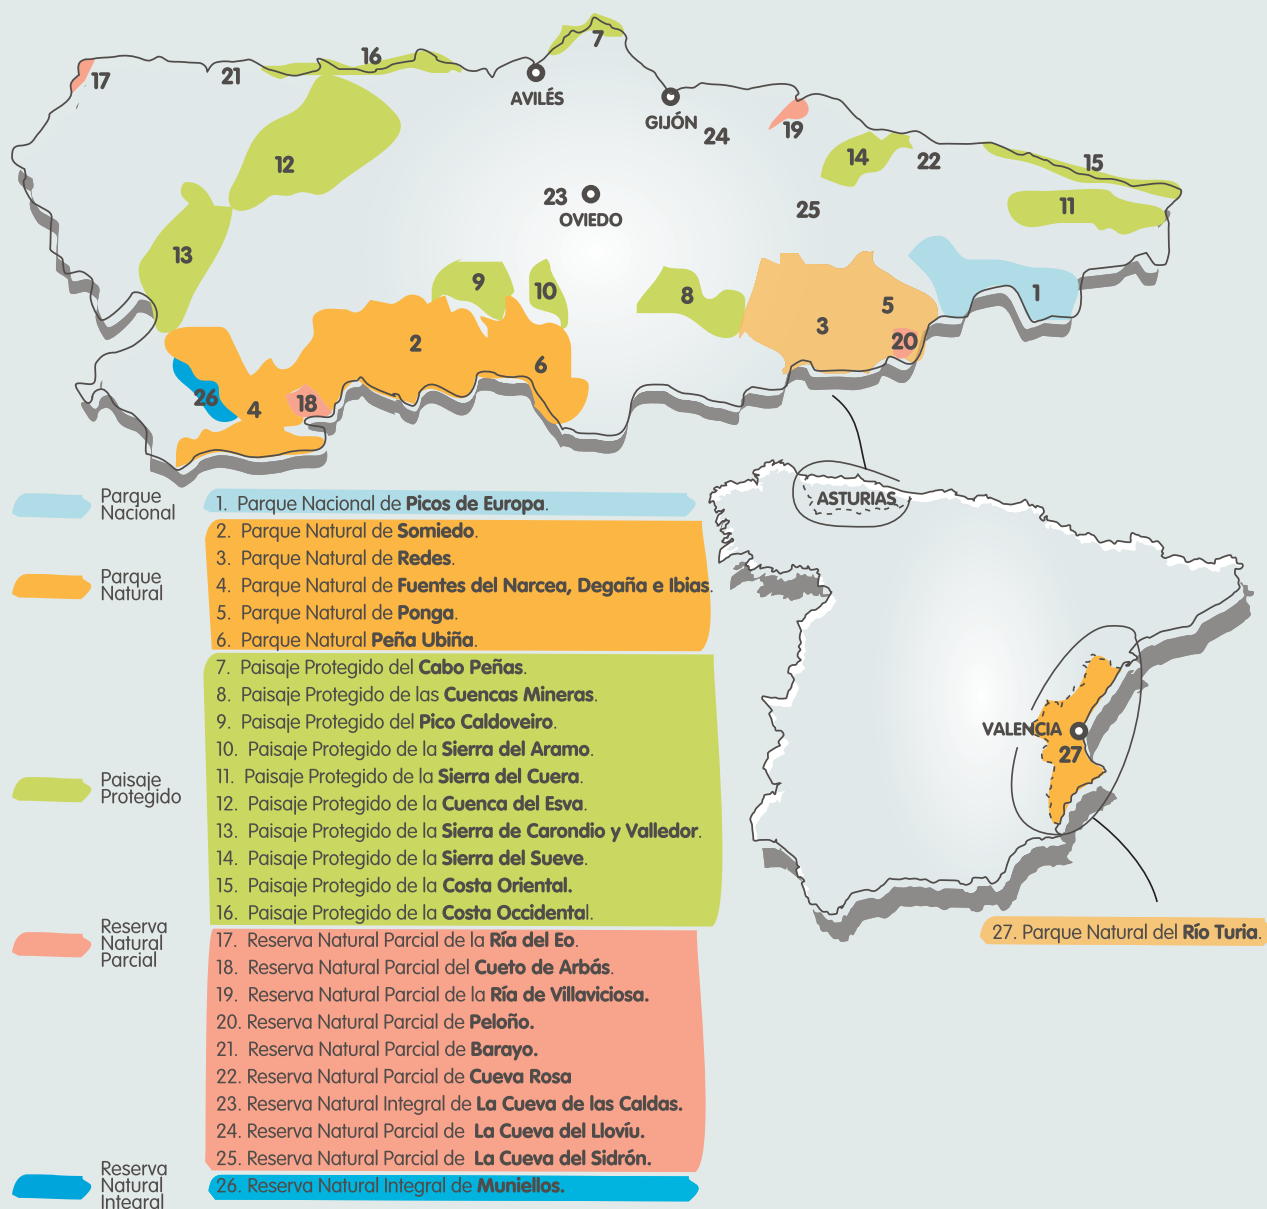 7
16
17
21
AVILÉS
GIJÓN
24
19
14
22
15
12
23
OVIEDO
25
11
13
9
10
8
1
5
3
20
2
6
26
4
18
ASTURIAS
VALENCIA
27
Parque
Nacional
1. Parque Nacional de Picos de Europa.
Parque
Natural
2. Parque Natural de Somiedo.
3. Parque Natural de Redes.
4. Parque Natural de Fuentes del Narcea, Degaña e Ibias.
5. Parque Natural de Ponga.
6. Parque Natural Peña Ubiña.
Paisaje
Protegido
7. Paisaje Protegido del Cabo Peñas.
8. Paisaje Protegido de las Cuencas Mineras.
9. Paisaje Protegido del Pico Caldoveiro.
10. Paisaje Protegido de la Sierra del Aramo.
11. Paisaje Protegido de la Sierra del Cuera.
12. Paisaje Protegido de la Cuenca del Esva.
13. Paisaje Protegido de la Sierra de Carondio y Valledor.
14. Paisaje Protegido de la Sierra del Sueve.
15. Paisaje Protegido de la Costa Oriental.
16. Paisaje Protegido de la Costa Occidental.
Reserva
Natural
Parcial
17. Reserva Natural Parcial de la Ría del Eo.
18. Reserva Natural Parcial del Cueto de Arbás.
19. Reserva Natural Parcial de la Ría de Villaviciosa.
20. Reserva Natural Parcial de Peloño.
21. Reserva Natural Parcial de Barayo.
22. Reserva Natural Parcial de Cueva Rosa
23. Reserva Natural Integral de La Cueva de las Caldas.
24. Reserva Natural Parcial de La Cueva del Llovíu.
25. Reserva Natural Parcial de La Cueva del Sidrón.
Reserva
Natural
Integral
26. Reserva Natural Integral de Muniellos.
27. Parque Natural del Río Turia.